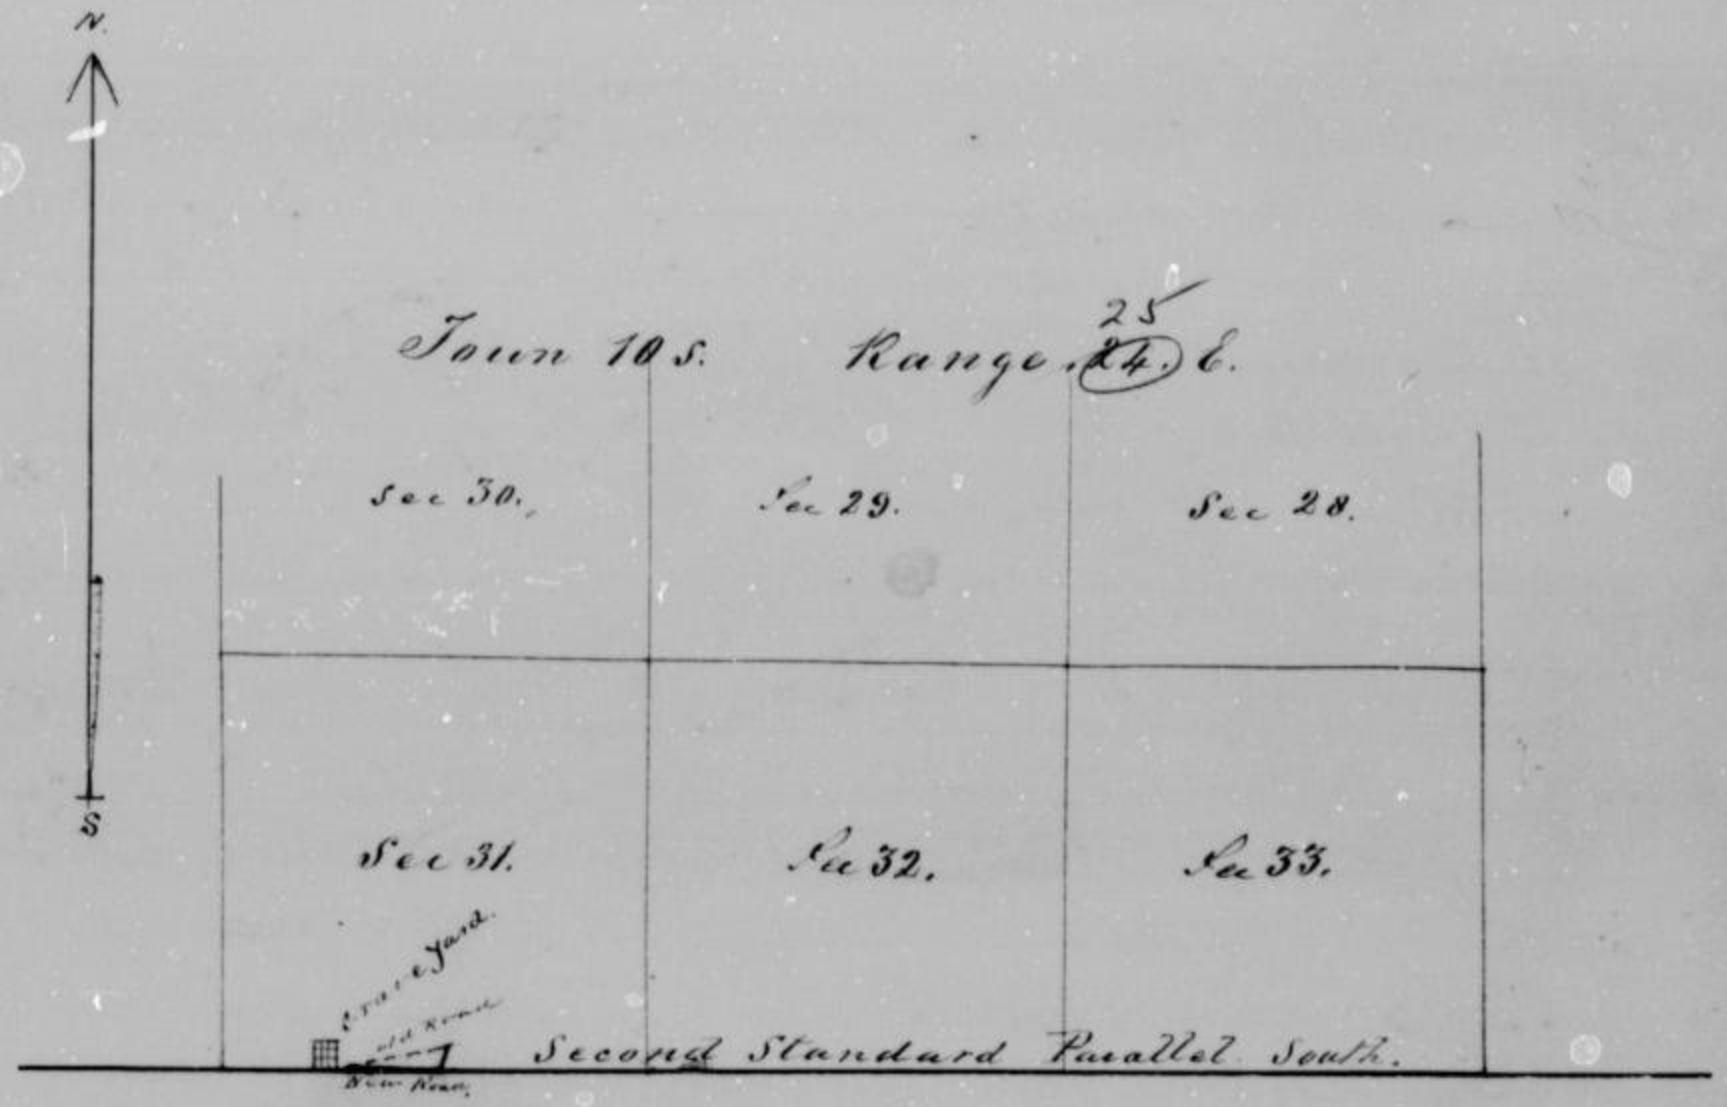 N.
25
Town 10 S. Range 24. E.
Sec 30. Sec 29. Sec 28.
S
Sec 31. Sec 32. Sec 33.
Grave Yard.
old Road
Second Standard Parallel South.
New Road.